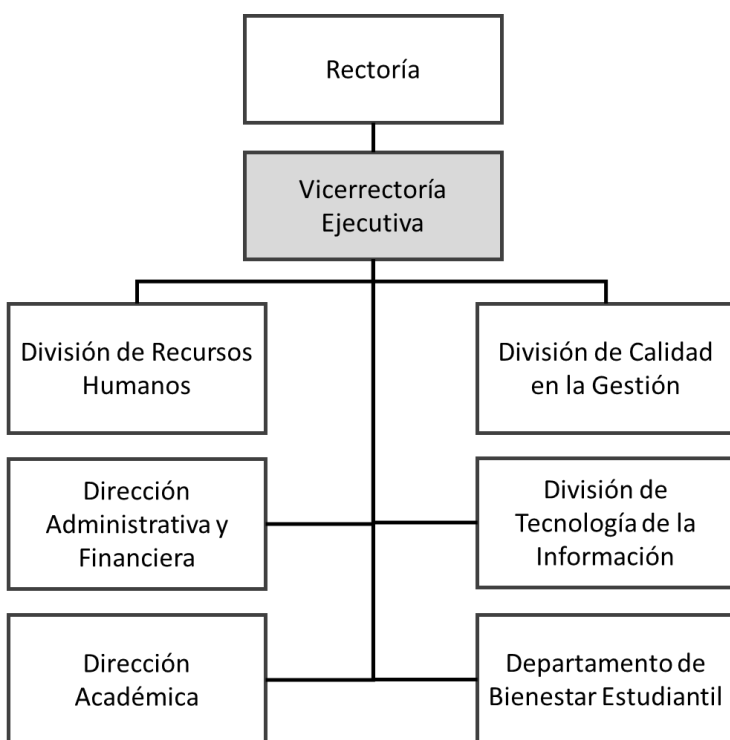 Rectoría
Vicerrectoría
Ejecutiva
División de Recursos
Humanos
División de Calidad
en la Gestión
Dirección
Administrativa y
Financiera
División de
Tecnología de la
Información
Dirección
Académica
Departamento de
Bienestar Estudiantil